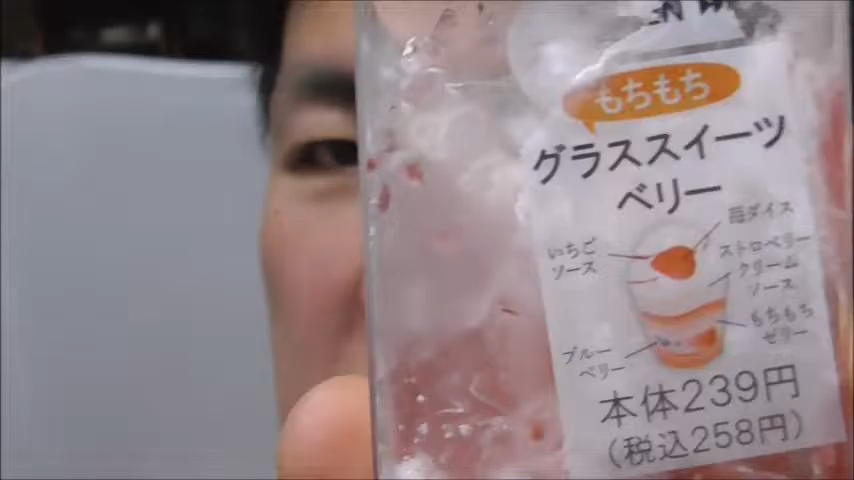 もちもち
グラススイーツ
ベリー
苺ダイス
いちご
ソース
ストロベリー
クリーム
ソース
もちもち
ゼリー
ブルー
ベリー
本体239円
(税込258円)